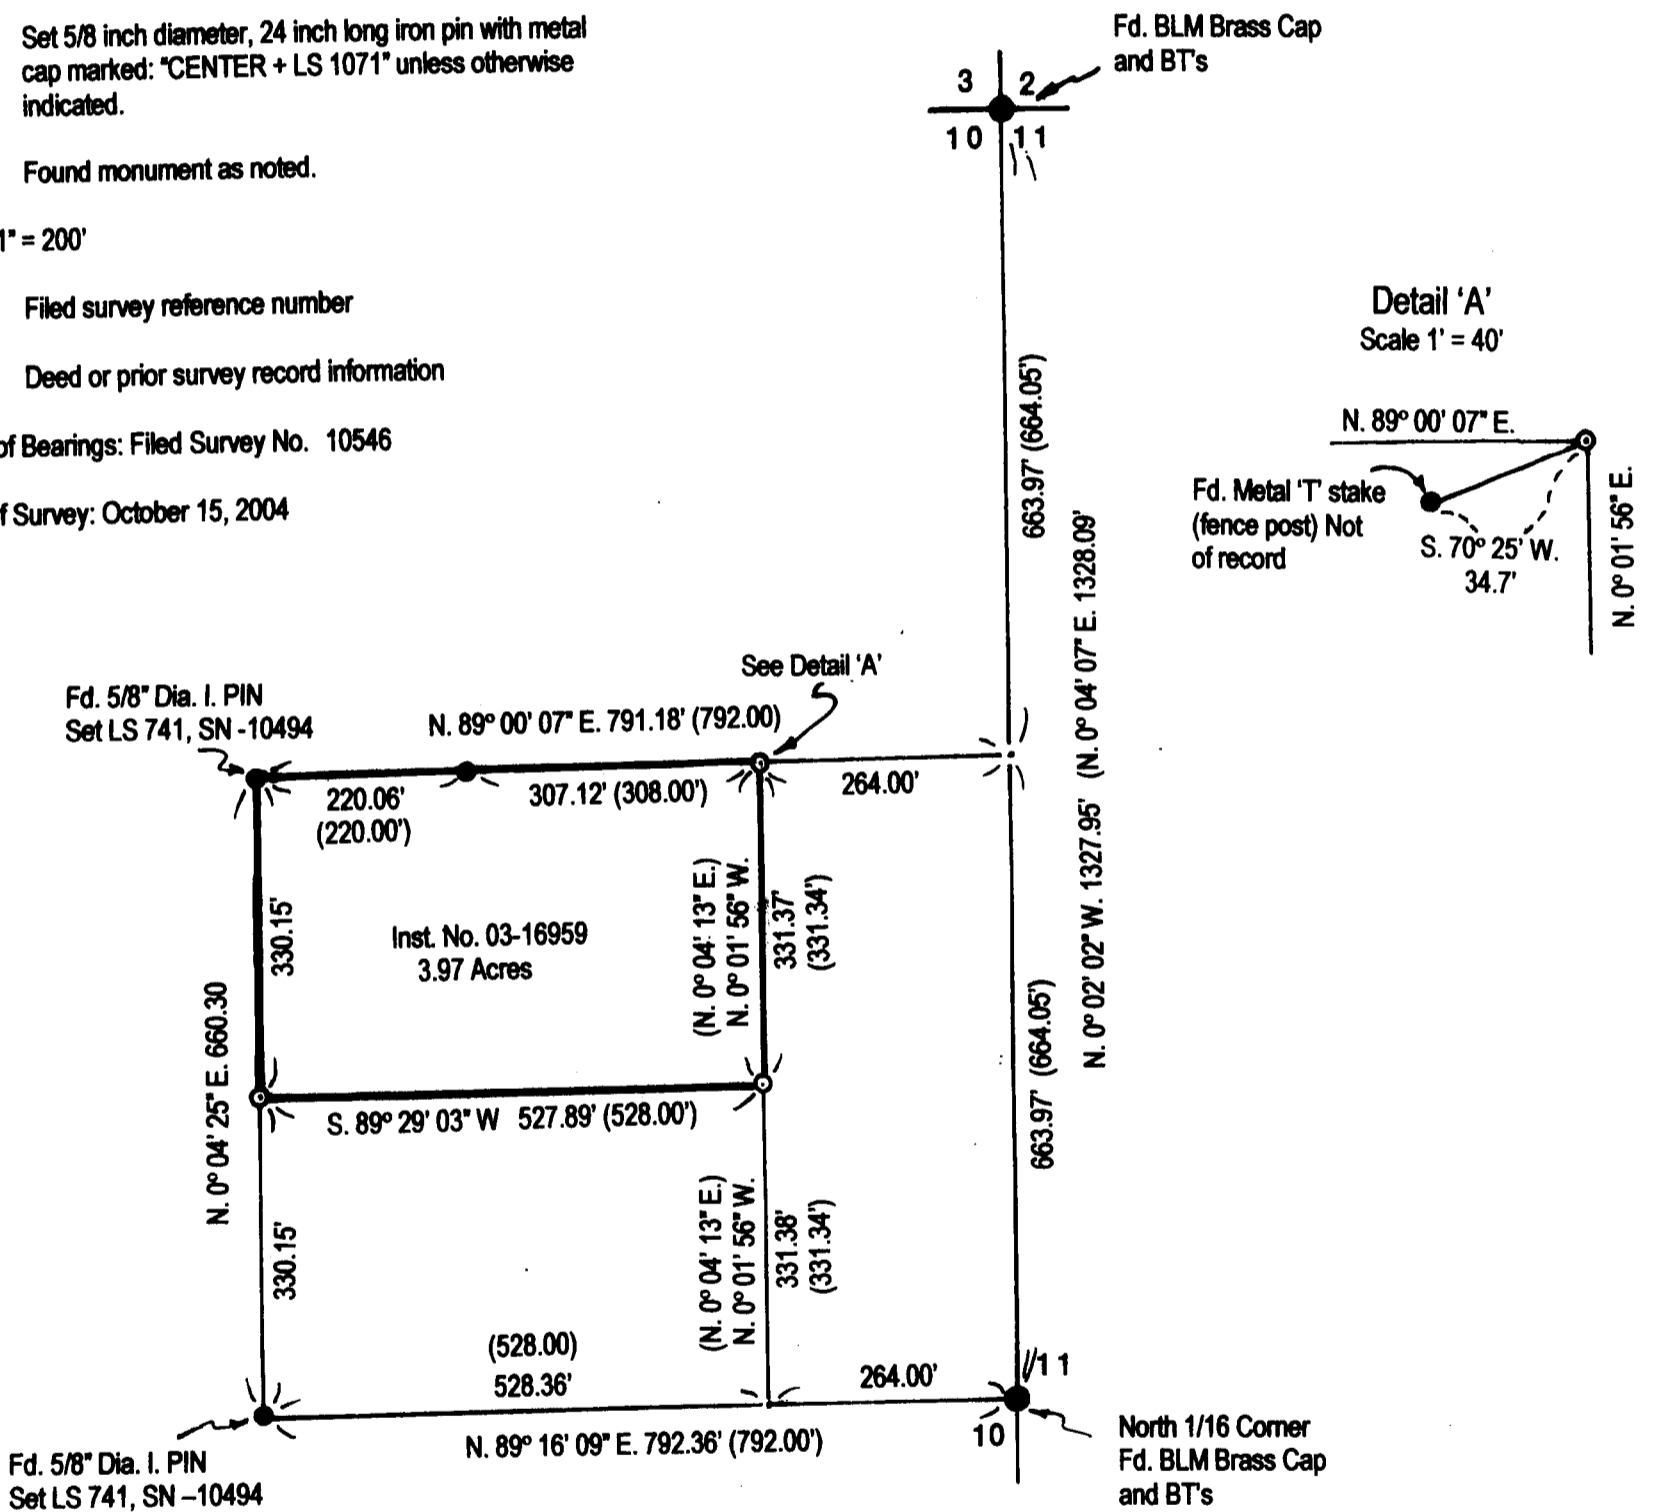 Set 5/8 inch diameter, 24 inch long iron pin with metal
cap marked: "CENTER + LS 1071" unless otherwise
indicated.
Found monument as noted.
1" = 200'
Filed survey reference number
Deed or prior survey record information
of Bearings: Filed Survey No. 10546
f Survey: October 15, 2004
Fd. BLM Brass Cap
and BT's
3 2
10 11
663.97' (664.05')
N. 0° 02' 02" W. 1327.95' (N. 0° 04' 07" E. 1328.09'
Detail 'A'
Scale 1' = 40'
N. 89° 00' 07" E.
Fd. Metal 'T' stake
(fence post) Not
of record
S. 70° 25' W.
34.7'
N. 0° 01' 56" E.
See Detail 'A'
Fd. 5/8" Dia. I. PIN
Set LS 741, SN -10494
N. 89° 00' 07" E. 791.18' (792.00)
220.06'
(220.00')
307.12' (308.00')
264.00'
330.15'
Inst. No. 03-16959
3.97 Acres
(N. 0° 04' 13" E.)
N. 0° 01' 56" W.
331.37'
(331.34')
N. 0° 04' 25" E. 660.30
S. 89° 29' 03" W 527.89' (528.00')
663.97' (664.05')
330.15'
(N. 0° 04' 13" E.)
N. 0° 01' 56" W.
331.38'
(331.34')
(528.00)
528.36'
264.00'
11
10
N. 89° 16' 09" E. 792.36' (792.00')
Fd. 5/8" Dia. I. PIN
Set LS 741, SN –10494
North 1/16 Corner
Fd. BLM Brass Cap
and BT's